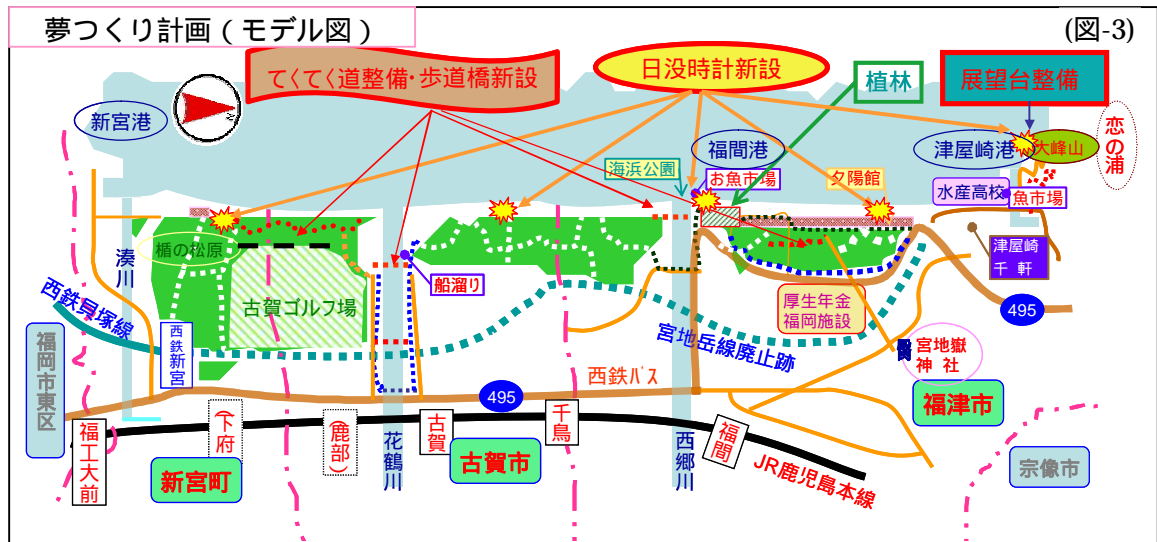 夢つくり計画(モデル図)
(図-3)
てくてく道整備・歩道橋新設
日没時計新設
植林
展望台整備
新宮港
N
福間港
津屋崎港
大峰山
恋の浦
海浜公園
お魚市場
夕陽館
水産高校
魚市場
楯の松原
湊川
船溜り
津屋崎
千軒
古賀ゴルフ場
厚生年金
福岡施設
495
西鉄貝塚線
西鉄新宮
宮地岳線廃止跡
宮地嶽
神社
福岡市東区
西鉄バス
495
福津市
福工大前
(下府)
(鹿部)
花鶴川
古賀
千鳥
西郷川
福間
新宮町
古賀市
JR鹿児島本線
宗像市